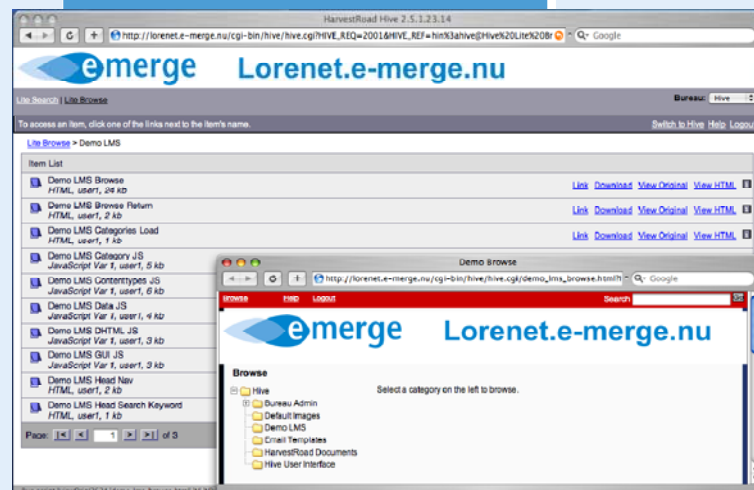 HarvestRoad Hive 2.5.1.23.14
http://lorenet.e-merge.nu/cgi-bin/hive/hive.cgi?HIVE_REQ=2001&HIVE_REF=hin%3ahive@Hive%20Lite%20Br Google
emerge Lorenet.e-merge.nu
Lite Search | Lite Browse Bureau: Hive
To access an item, click one of the links next to the item's name. Switch to Hive Help Logout
Lite Browse > Demo LMS
Item List
Demo LMS Browse
HTML, user1, 24 kb
Link Download View Original View HTML
Demo LMS Browse Return
HTML, user1, 2 kb
Link Download View Original View HTML
Demo LMS Categories Load
HTML, user1, 1 kb
Link Download View Original View HTML
Demo LMS Category JS
JavaScript Var 1, user1, 5 kb
Demo LMS Contenttypes JS
JavaScript Var 1, user1, 6 kb
Demo LMS Data JS
JavaScript Var 1, user1, 4 kb
Demo LMS DHTML JS
JavaScript Var 1, user1, 3 kb
Demo LMS GUI JS
JavaScript Var 1, user1, 3 kb
Demo LMS Head Nav
HTML, user1, 2 kb
Demo LMS Head Search Keyword
HTML, user1, 1 kb
Page: |< < 1 > >| of 3
Demo Browse
http://lorenet.e-merge.nu/cgi-bin/hive/hive.cgi/demo_lms_browse.html? Google
Browse Help Logout Search
emerge Lorenet.e-merge.nu
Browse
Hive
Select a category on the left to browse.
Bureau Admin
Default Images
Demo LMS
Email Templates
HarvestRoad Documents
Hive User Interface